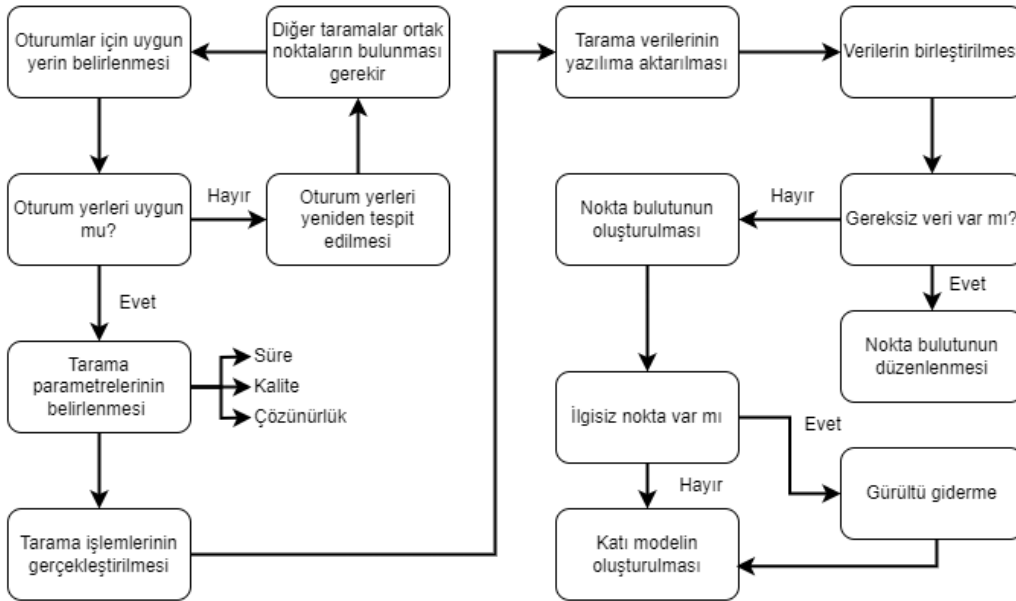 Oturumlar için uygun
yerin belirlenmesi
Diğer taramalar ortak
noktaların bulunması
gerekir
Oturum yerleri uygun
mu?
Hayır
Oturum yerleri
yeniden tespit
edilmesi
Evet
Tarama
parametrelerinin
belirlenmesi
Süre
Kalite
Çözünürlük
Tarama işlemlerinin
gerçekleştirilmesi
Tarama verilerinin
yazılıma aktarılması
Verilerin birleştirilmesi
Gereksiz veri var mı?
Hayır
Nokta bulutunun
oluşturulması
Evet
Nokta bulutunun
düzenlenmesi
İlgisiz nokta var mı
Evet
Gürültü giderme
Hayır
Katı modelin
oluşturulması